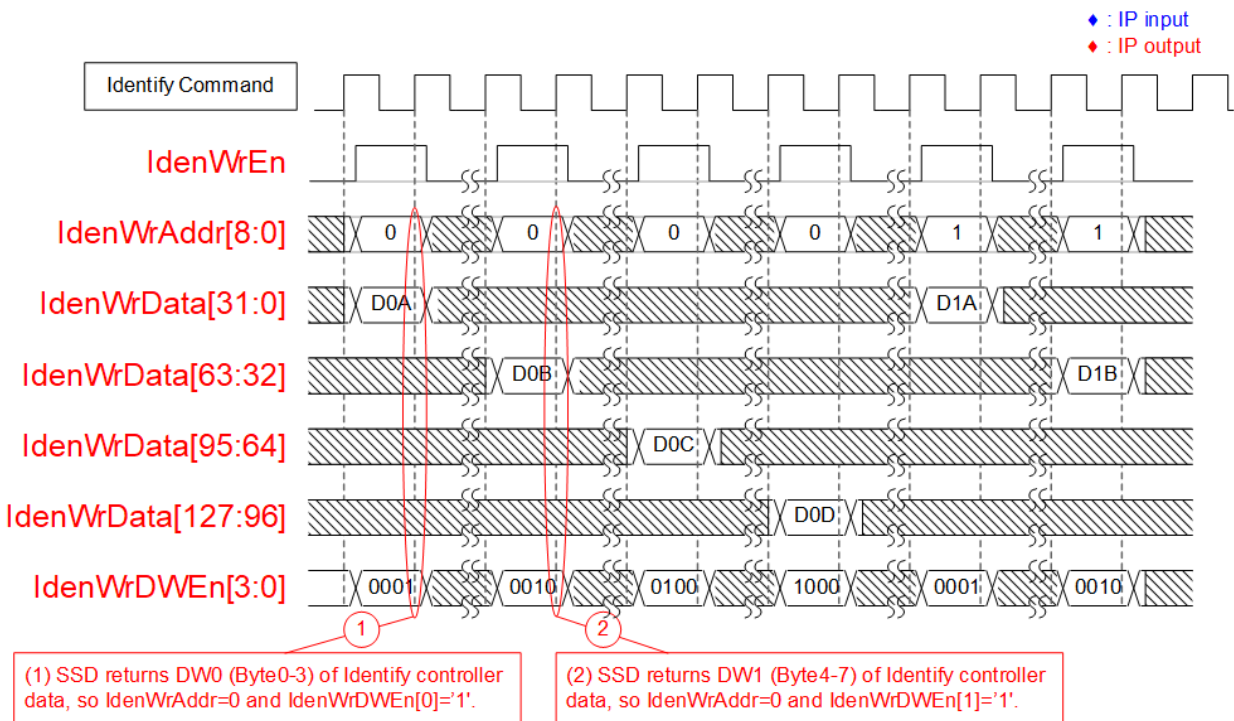 ♦ : IP input
♦ : IP output
Identify Command
IdenWrEn
IdenWrAddr[8:0]
0 0 0 0 1 1
IdenWrData[31:0]
D0A D1A
IdenWrData[63:32]
D0B D1B
IdenWrData[95:64]
D0C
IdenWrData[127:96]
D0D
IdenWrDWEn[3:0]
0001 0010 0100 1000 0001 0010
1 2
(1) SSD returns DW0 (Byte0-3) of Identify controller
data, so IdenWrAddr=0 and IdenWrDWEn[0]='1'.
(2) SSD returns DW1 (Byte4-7) of Identify controller
data, so IdenWrAddr=0 and IdenWrDWEn[1]='1'.